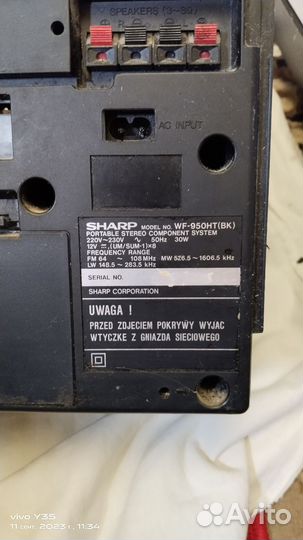 SPEAKERS (3~8Ω)
R
L
AC INPUT
SHARP MODEL NO. WF-950HT(BK)
PORTABLE STEREO COMPONENT SYSTEM
220V~230V ∿ 50Hz 30W
12V ⎓, (UM/SUM-1)×8
FREQUENCY RANGE
FM 64 ~ 108 MHz MW 526.5~1606.5 kHz
LW 148.5 ~ 283.5 kHz
SERIAL NO.
SHARP CORPORATION
UWAGA !
PRZED ZDJECIEM POKRYWY WYJAC
WTYCZKE Z GNIAZDA SIECIOWEGO
vivo Y35
11 сент. 2023 г., 11:34
Avito